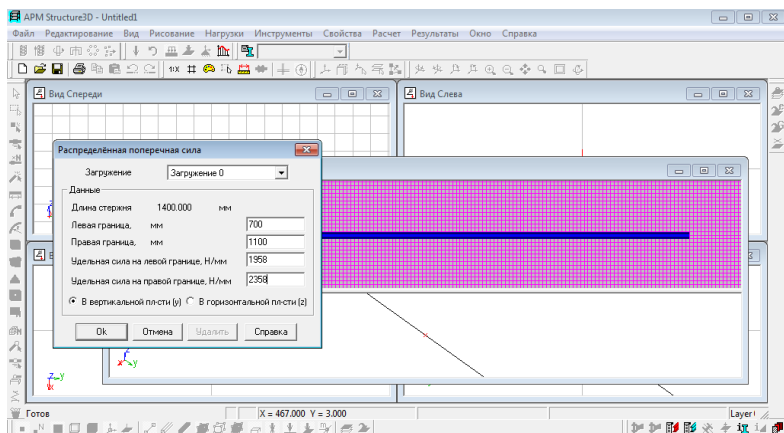 APM Structure3D - Untitled1
Файл Редактирование Вид Рисование Нагрузки Инструменты Свойства Расчет Результаты Окно Справка
Вид Спереди
Вид Слева
Распределённая поперечная сила
Загружение Загружение 0
Данные
Длина стержня 1400.000 мм
Левая граница, мм 700
Правая граница, мм 1100
Удельная сила на левой границе, Н/мм 1958
Удельная сила на правой границе, Н/мм 2358
В вертикальной пл-сти (y) В горизонтальной пл-сти (z)
Ok Отмена Удалить Справка
Готов X = 467.000 Y = 3.000 Layer